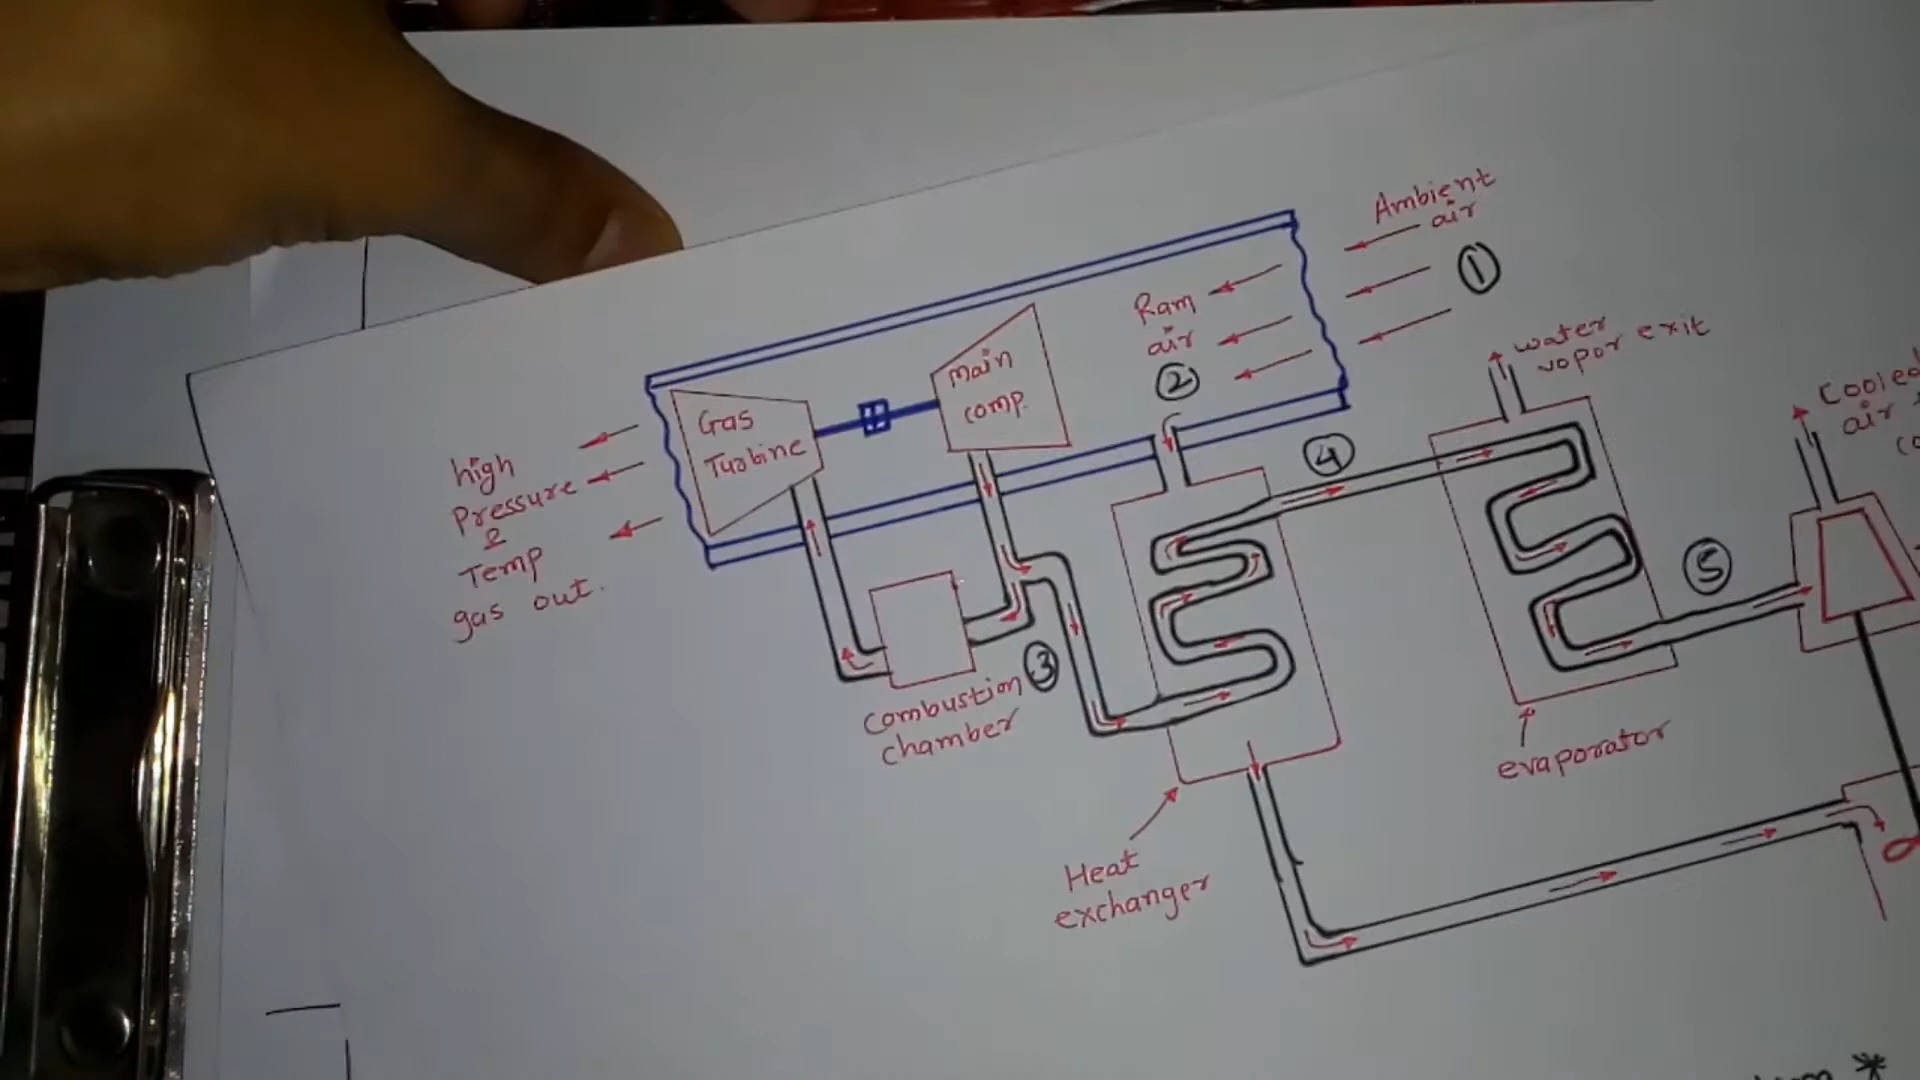 Ambient
air
1
Ram
air
2
water
vopor exit
Cooled
air
main
comp.
Gas
Turbine
4
high
Pressure
&
Temp
gas out.
5
3
Combustion
chamber
evaporator
Heat
exchanger